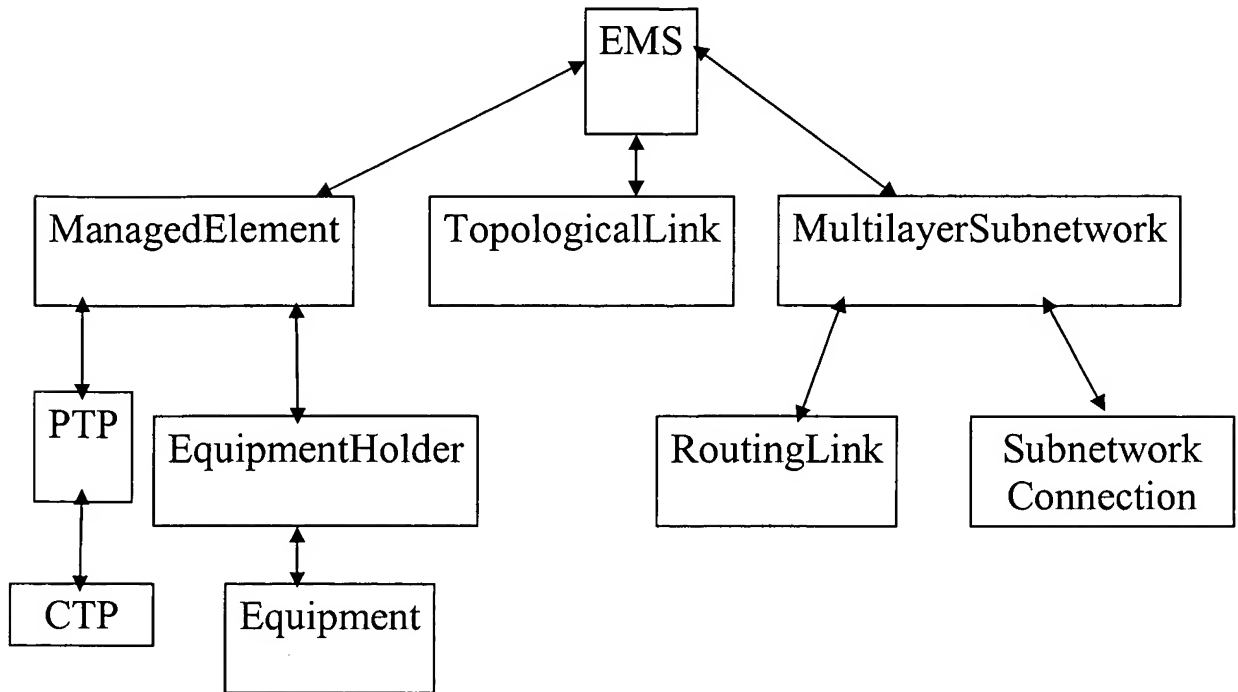 EMS
ManagedElement
TopologicalLink
MultilayerSubnetwork
PTP
EquipmentHolder
RoutingLink
Subnetwork
Connection
CTP
Equipment